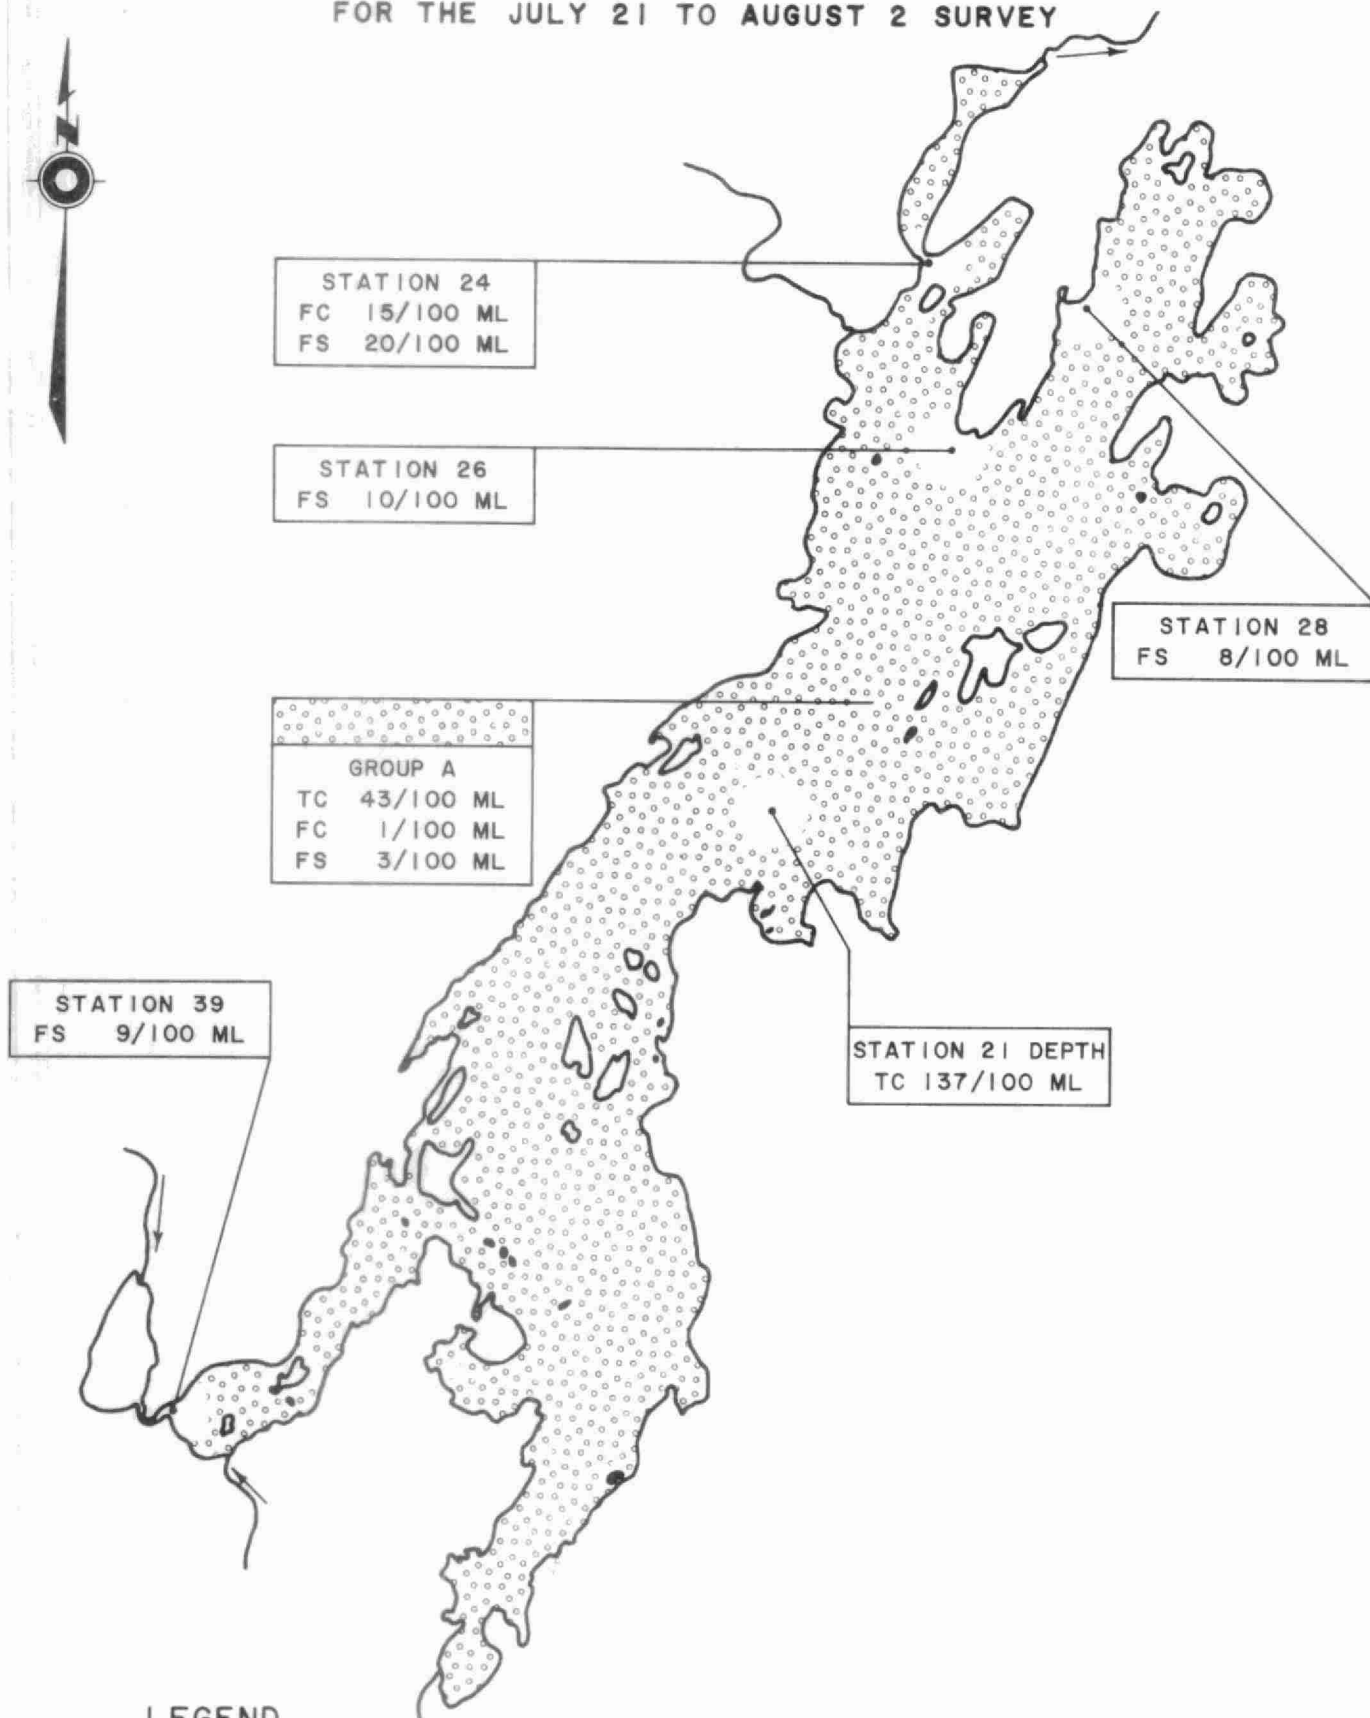 FOR THE JULY 21 TO AUGUST 2 SURVEY
N
STATION 24
FC 15/100 ML
FS 20/100 ML
STATION 26
FS 10/100 ML
STATION 28
FS 8/100 ML
GROUP A
TC 43/100 ML
FC 1/100 ML
FS 3/100 ML
STATION 39
FS 9/100 ML
STATION 21 DEPTH
TC 137/100 ML
LEGEND